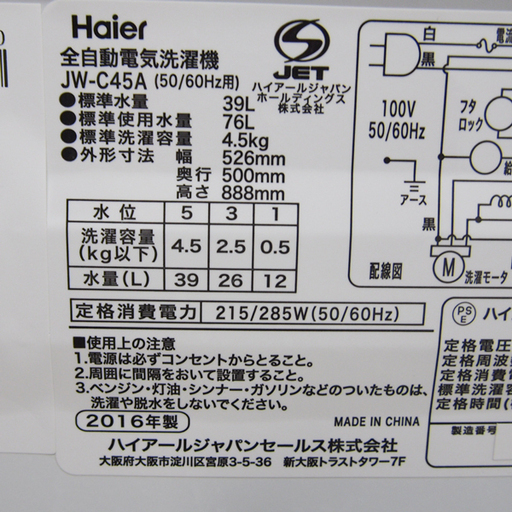 Haier
全自動電気洗濯機
JW-C45A (50/60Hz用)
●標準水量 39L
●標準使用水量 76L
●標準洗濯容量 4.5kg
●外形寸法 幅 526mm
奥行 500mm
高さ 888mm
JET
ハイアールジャパン
ホールディングス
株式会社
水位 5 3 1
洗濯容量(kg以下) 4.5 2.5 0.5
水量(L) 39 26 12
定格消費電力 215/285W(50/60Hz)
■使用上の注意
1.電源は必ずコンセントからとること。
2.周囲に間隔をおいて設置すること。
3.ベンジン・灯油・シンナー・ガソリンなどのついたものは、
洗濯や脱水をしないでください。
2016年製
MADE IN CHINA
ハイアールジャパンセールス株式会社
大阪府大阪市淀川区宮原3-5-36 新大阪トラストタワー7F
白
電流
黒
100V
50/60Hz
フタ
ロック
給
アース
黒
M
M
配線図
洗濯モータ
PS
E
ハイ
定格電圧
定格周波
定格消費電
標準洗濯容
定格時間(
製造番号